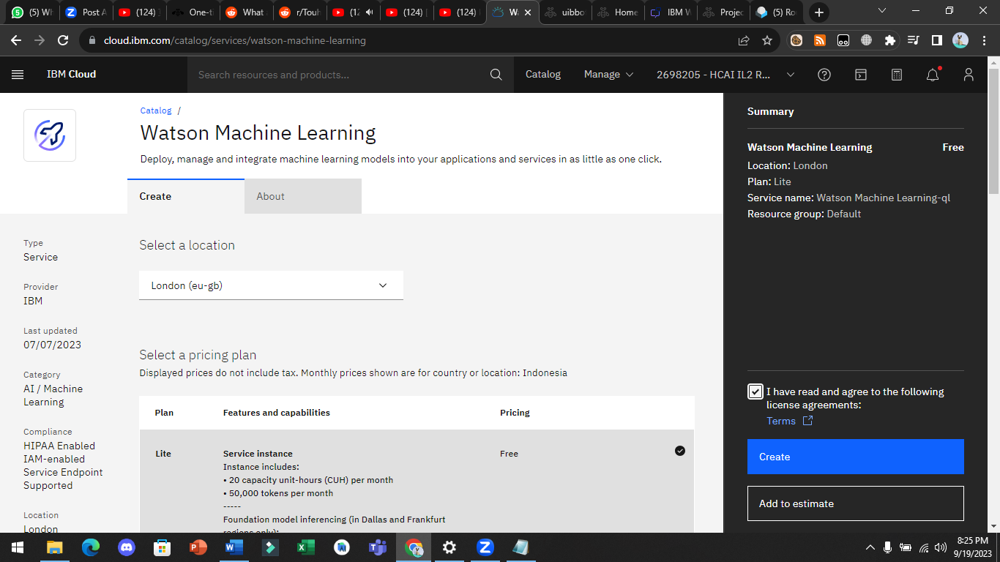 (5) W
Post A
(124)
One-t
What
r/Touh
(12
(124)
(124)
W
uibbo
Home
IBM W
Projec
(5) Ro
cloud.ibm.com/catalog/services/watson-machine-learning
IBM Cloud
Search resources and products...
Catalog
Manage
2698205 - HCAI IL2 R...
Catalog /
Watson Machine Learning
Deploy, manage and integrate machine learning models into your applications and services in as little as one click.
Create
About
Type
Service
Provider
IBM
Last updated
07/07/2023
Category
AI / Machine
Learning
Compliance
HIPAA Enabled
IAM-enabled
Service Endpoint
Supported
Location
London
Select a location
London (eu-gb)
Select a pricing plan
Displayed prices do not include tax. Monthly prices shown are for country or location: Indonesia
Plan
Features and capabilities
Pricing
Lite
Service instance
Free
Instance includes:
• 20 capacity unit-hours (CUH) per month
• 50,000 tokens per month
-----
Foundation model inferencing (in Dallas and Frankfurt
regions only):
Summary
Watson Machine Learning
Free
Location: London
Plan: Lite
Service name: Watson Machine Learning-ql
Resource group: Default
I have read and agree to the following
license agreements:
Terms
Create
Add to estimate
8:25 PM
9/19/2023